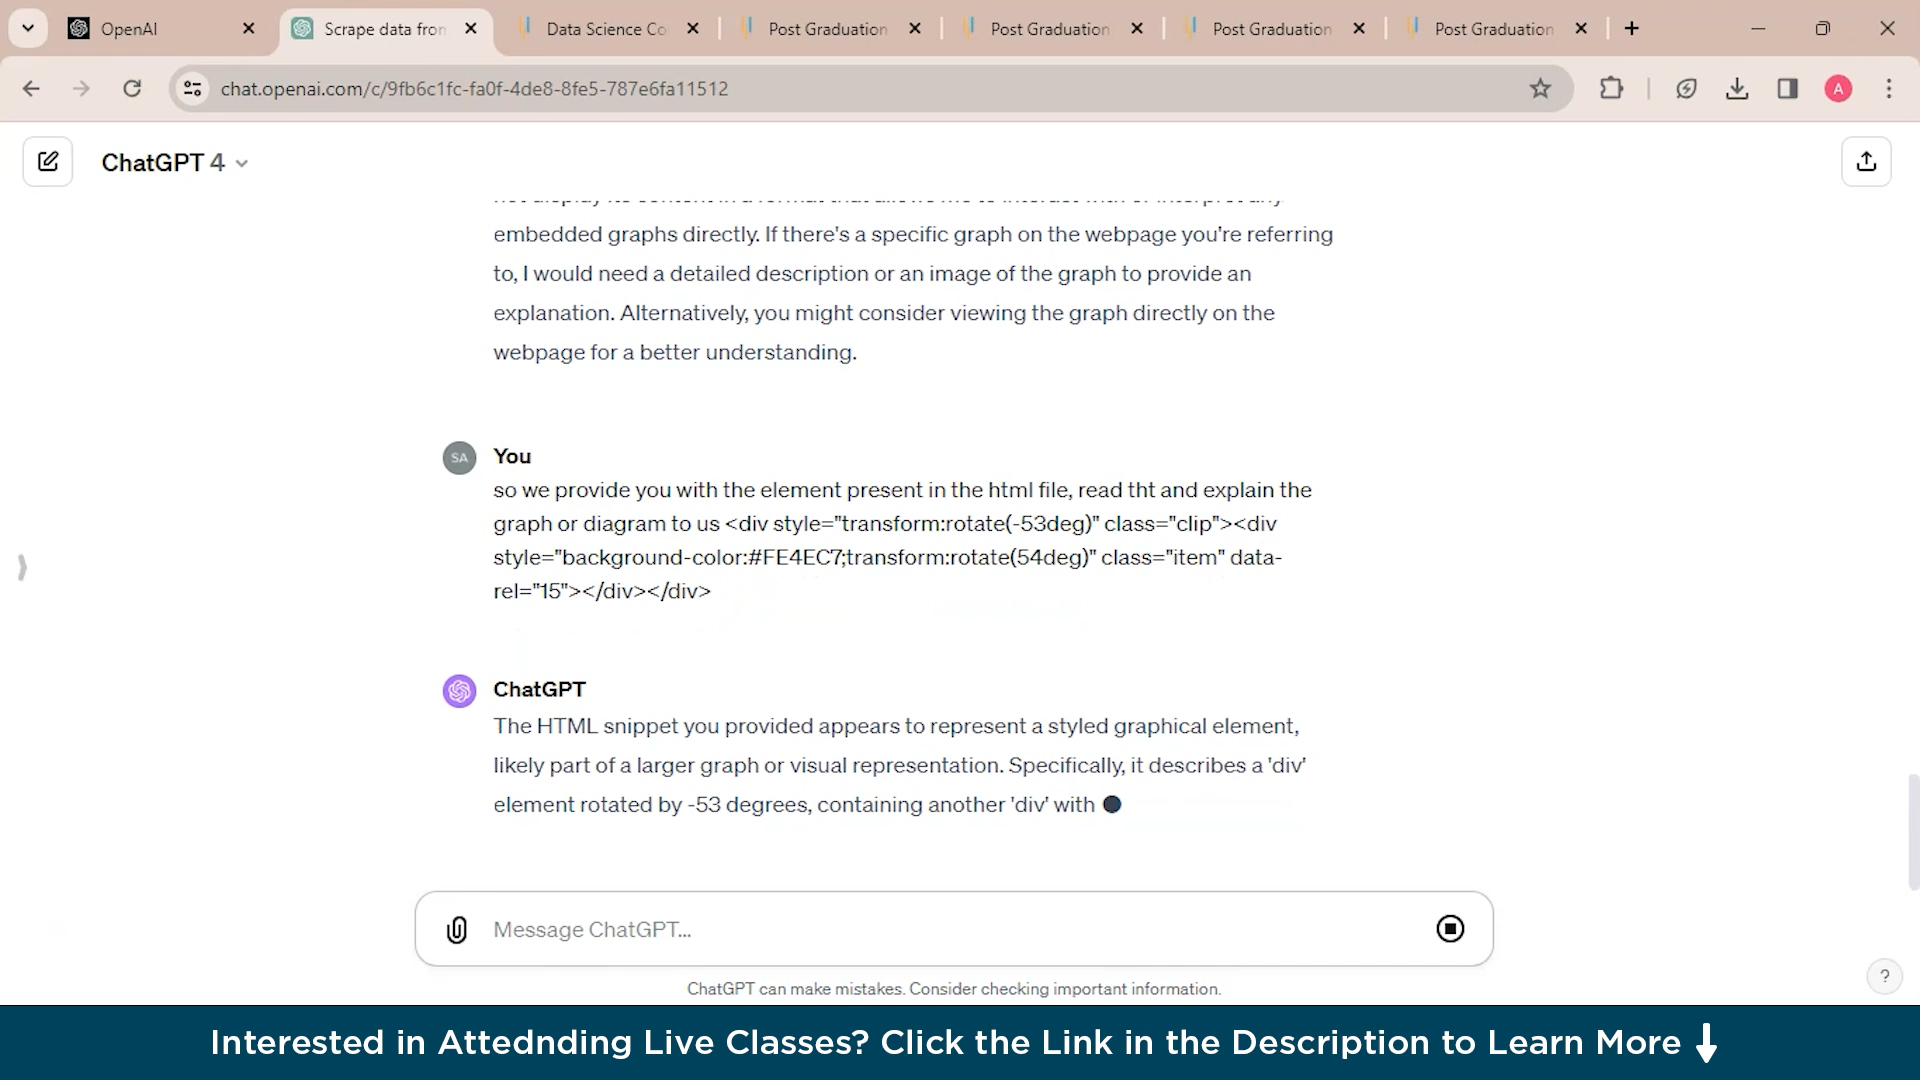 OpenAI
Scrape data from
Data Science Co
Post Graduation
Post Graduation
Post Graduation
Post Graduation
chat.openai.com/c/9fb6c1fc-fa0f-4de8-8fe5-787e6fa11512
A
ChatGPT 4
embedded graphs directly. If there's a specific graph on the webpage you're referring
to, I would need a detailed description or an image of the graph to provide an
explanation. Alternatively, you might consider viewing the graph directly on the
webpage for a better understanding.
SA
You
so we provide you with the element present in the html file, read tht and explain the
graph or diagram to us <div style="transform:rotate(-53deg)" class="clip"><div
style="background-color:#FE4EC7;transform:rotate(54deg)" class="item" data-
rel="15"></div></div>
ChatGPT
The HTML snippet you provided appears to represent a styled graphical element,
likely part of a larger graph or visual representation. Specifically, it describes a 'div'
element rotated by -53 degrees, containing another 'div' with
Message ChatGPT...
ChatGPT can make mistakes. Consider checking important information.
?
Interested in Attednding Live Classes? Click the Link in the Description to Learn More